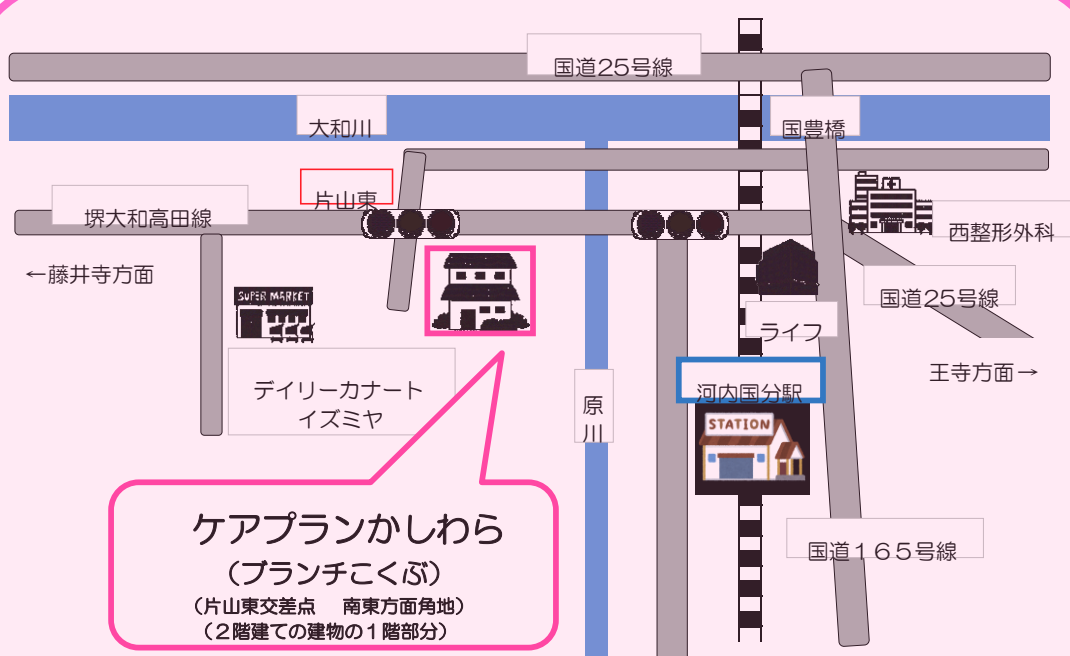 国道25号線
大和川
国豊橋
片山東
堺大和高田線
西整形外科
←藤井寺方面
SUPER MARKET
国道25号線
ライフ
王寺方面→
デイリーカナート
イズミヤ
河内国分駅
STATION
原
川
ケアプランかしわら
（ブランチこくぶ）
（片山東交差点　南東方面角地）
（２階建ての建物の１階部分）
国道１６５号線